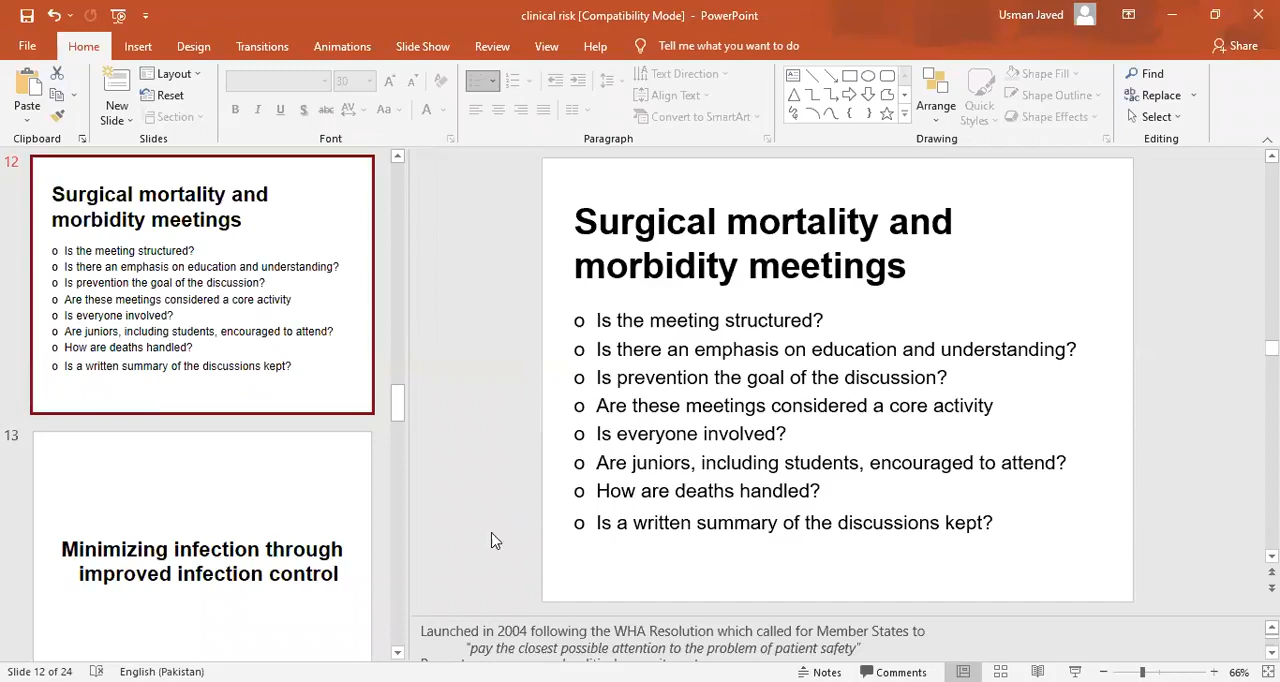 clinical risk [Compatibility Mode] - PowerPoint
Usman Javed
File Home Insert Design Transitions Animations Slide Show Review View Help Tell me what you want to do
Share
Paste
New
Slide
Layout
Reset
Section
30
B I U S abc AV Aa A
Text Direction
Align Text
Convert to SmartArt
Arrange
Quick
Styles
Shape Fill
Shape Outline
Shape Effects
Find
Replace
Select
Clipboard Slides Font Paragraph Drawing Editing
12
Surgical mortality and
morbidity meetings
o Is the meeting structured?
o Is there an emphasis on education and understanding?
o Is prevention the goal of the discussion?
o Are these meetings considered a core activity
o Is everyone involved?
o Are juniors, including students, encouraged to attend?
o How are deaths handled?
o Is a written summary of the discussions kept?
13
Minimizing infection through
improved infection control
Surgical mortality and
morbidity meetings
o Is the meeting structured?
o Is there an emphasis on education and understanding?
o Is prevention the goal of the discussion?
o Are these meetings considered a core activity
o Is everyone involved?
o Are juniors, including students, encouraged to attend?
o How are deaths handled?
o Is a written summary of the discussions kept?
Launched in 2004 following the WHA Resolution which called for Member States to
"pay the closest possible attention to the problem of patient safety"
Slide 12 of 24 English (Pakistan) Notes Comments 66%